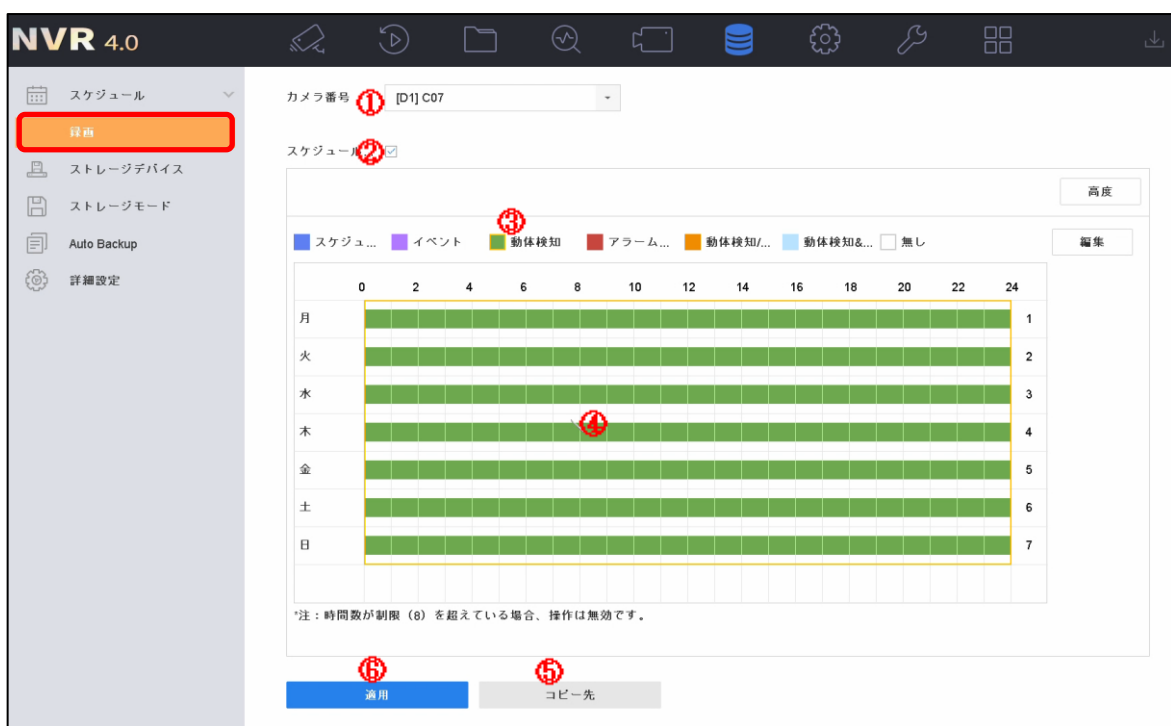 NVR 4.0
スケジュール
録画
ストレージデバイス
ストレージモード
Auto Backup
詳細設定
カメラ番号 ① [D1] C07
スケジュール ②
高度
③
スケジュ... イベント 動体検知 アラーム... 動体検知/... 動体検知&... 無し 編集
0 2 4 6 8 10 12 14 16 18 20 22 24
月 1
火 2
水 3
木 ④ 4
金 5
土 6
日 7
*注：時間数が制限（8）を超えている場合、操作は無効です。
⑥ ⑤
適用 コピー先